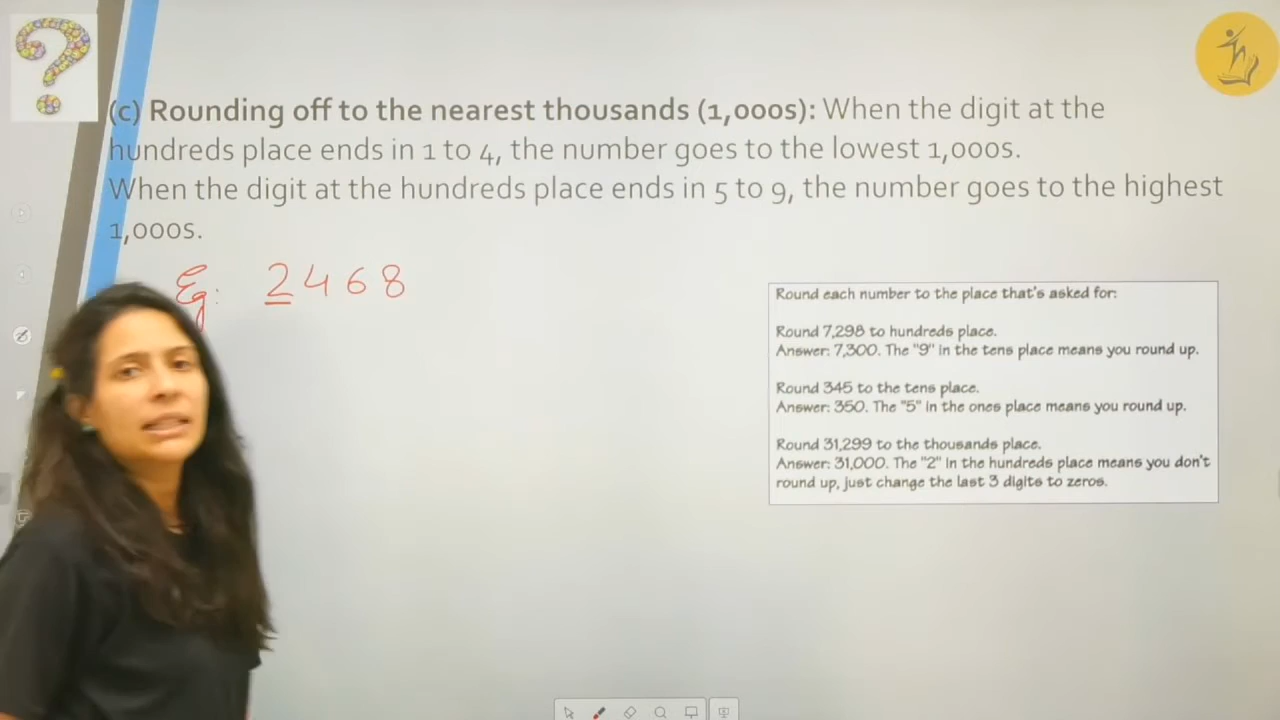 (c) Rounding off to the nearest thousands (1,000s): When the digit at the
hundreds place ends in 1 to 4, the number goes to the lowest 1,000s.
When the digit at the hundreds place ends in 5 to 9, the number goes to the highest
1,000s.
Eg: 2468
Round each number to the place that's asked for:
Round 7,298 to hundreds place.
Answer: 7,300. The "9" in the tens place means you round up.
Round 345 to the tens place.
Answer: 350. The "5" in the ones place means you round up.
Round 31,299 to the thousands place.
Answer: 31,000. The "2" in the hundreds place means you don't
round up, just change the last 3 digits to zeros.